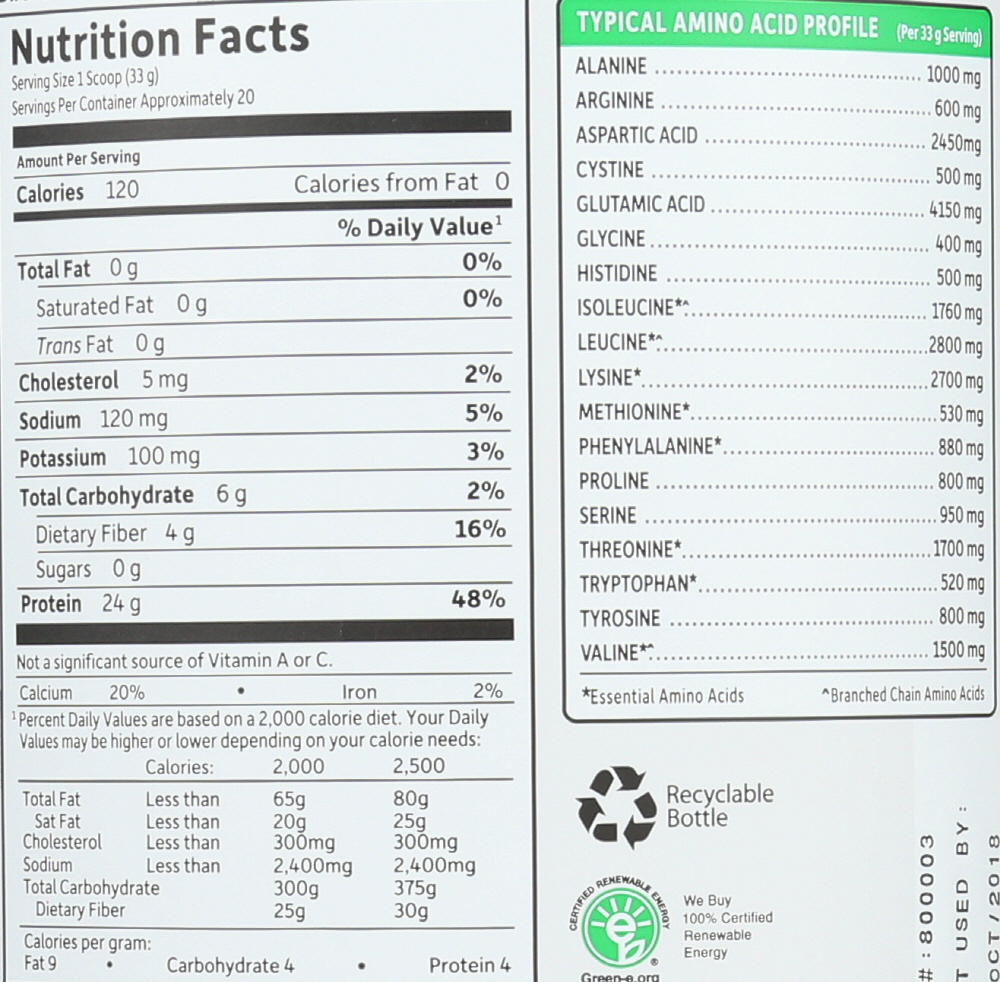 Nutrition Facts
Serving Size 1 Scoop (33 g)
Servings Per Container Approximately 20
Amount Per Serving
Calories 120 Calories from Fat 0
% Daily Value¹
Total Fat 0 g 0%
Saturated Fat 0 g 0%
Trans Fat 0 g
Cholesterol 5 mg 2%
Sodium 120 mg 5%
Potassium 100 mg 3%
Total Carbohydrate 6 g 2%
Dietary Fiber 4 g 16%
Sugars 0 g
Protein 24 g 48%
Not a significant source of Vitamin A or C.
Calcium 20% • Iron 2%
¹Percent Daily Values are based on a 2,000 calorie diet. Your Daily
Values may be higher or lower depending on your calorie needs:
Calories: 2,000 2,500
Total Fat Less than 65g 80g
Sat Fat Less than 20g 25g
Cholesterol Less than 300mg 300mg
Sodium Less than 2,400mg 2,400mg
Total Carbohydrate 300g 375g
Dietary Fiber 25g 30g
Calories per gram:
Fat 9 • Carbohydrate 4 • Protein 4
TYPICAL AMINO ACID PROFILE (Per 33 g Serving)
ALANINE 1000 mg
ARGININE 600 mg
ASPARTIC ACID 2450mg
CYSTINE 500 mg
GLUTAMIC ACID 4150 mg
GLYCINE 400 mg
HISTIDINE 500 mg
ISOLEUCINE*^ 1760 mg
LEUCINE*^ 2800 mg
LYSINE* 2700 mg
METHIONINE* 530 mg
PHENYLALANINE* 880 mg
PROLINE 800 mg
SERINE 950 mg
THREONINE* 1700 mg
TRYPTOPHAN* 520 mg
TYROSINE 800 mg
VALINE*^ 1500 mg
*Essential Amino Acids ^Branched Chain Amino Acids
Recyclable
Bottle
CERTIFIED RENEWABLE ENERGY
e
®
Green-e.org
We Buy
100% Certified
Renewable
Energy
#:800003
T USED BY:
OCT/2018